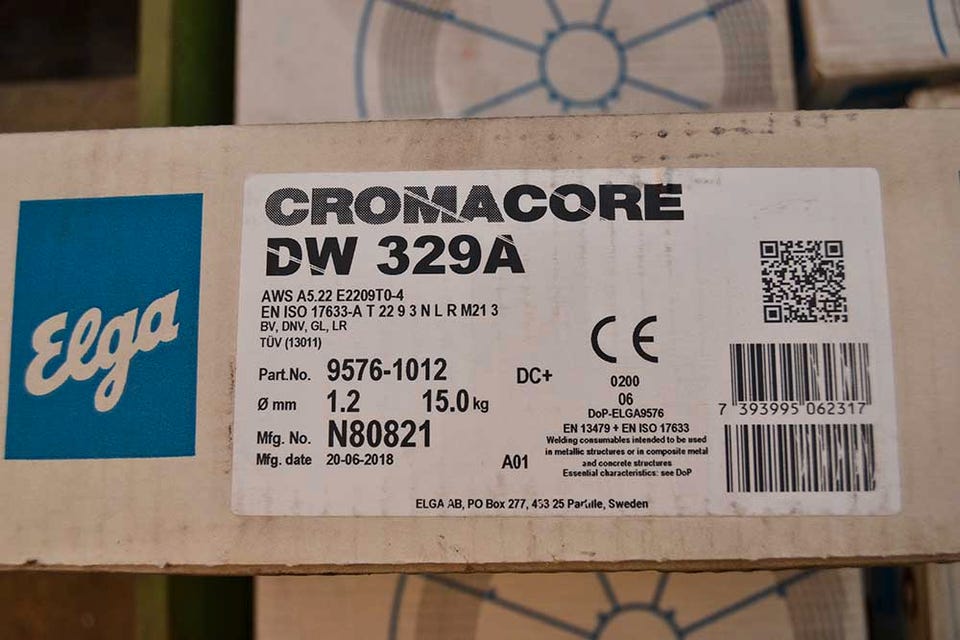 Elga
CROMACORE
DW 329A
AWS A5.22 E2209T0-4
EN ISO 17633-A T 22 9 3 N L R M21 3
BV, DNV, GL, LR
TÜV (13011)
Part.No. 9576-1012 DC+
Ø mm 1.2 15.0 kg
Mfg. No. N80821
Mfg. date 20-06-2018 A01
CE
0200
06
DoP-ELGA9576
EN 13479 + EN ISO 17633
Welding consumables intended to be used
in metallic structures or in composite metal
and concrete structures
Essential characteristics: see DoP
7 393995 062317
ELGA AB, PO Box 277, 433 25 Partille, Sweden